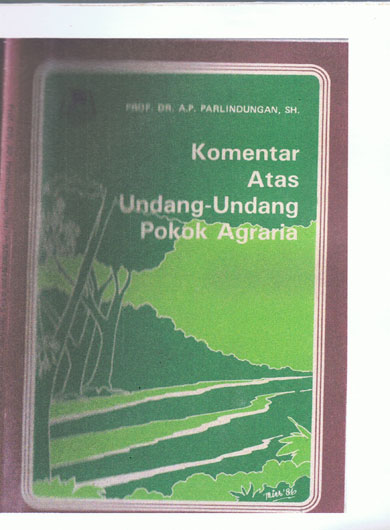 PROF. DR. A.P. PARLINDUNGAN, SH.
Komentar
Atas
Undang-Undang
Pokok Agraria